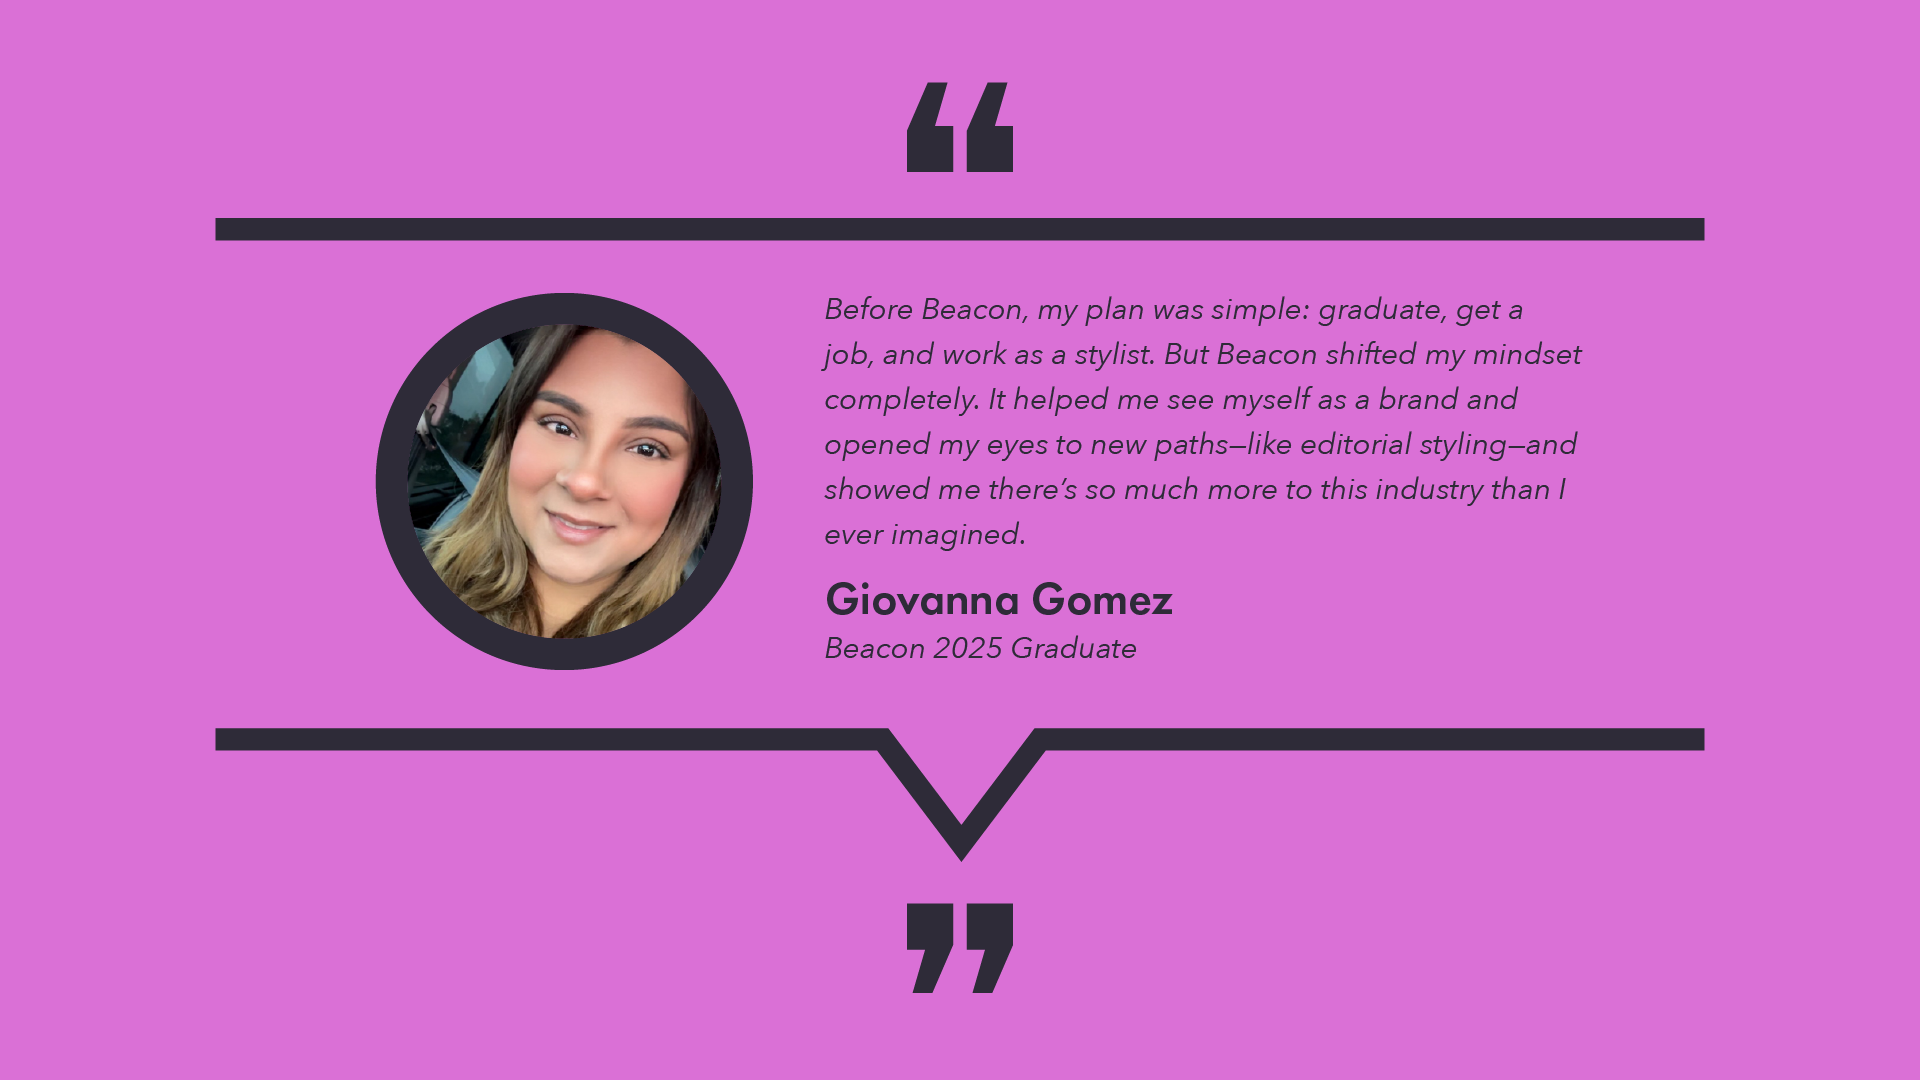 “
Before Beacon, my plan was simple: graduate, get a
job, and work as a stylist. But Beacon shifted my mindset
completely. It helped me see myself as a brand and
opened my eyes to new paths—like editorial styling—and
showed me there’s so much more to this industry than I
ever imagined.
Giovanna Gomez
Beacon 2025 Graduate
”